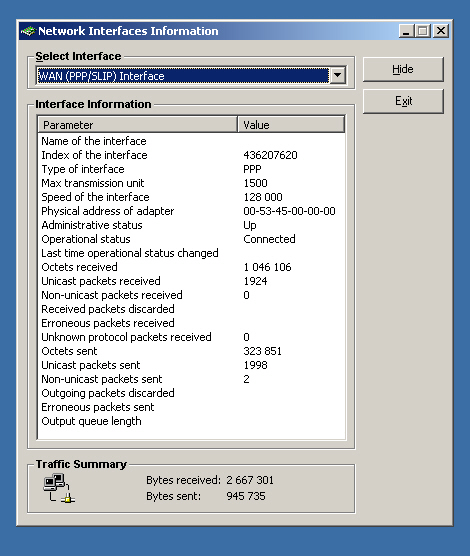 Network Interfaces Information
Select Interface
WAN (PPP/SLIP) Interface
Hide
Exit
Interface Information
Parameter Value
Name of the interface
Index of the interface 436207620
Type of interface PPP
Max transmission unit 1500
Speed of the interface 128 000
Physical address of adapter 00-53-45-00-00-00
Administrative status Up
Operational status Connected
Last time operational status changed
Octets received 1 046 106
Unicast packets received 1924
Non-unicast packets received 0
Received packets discarded
Erroneous packets received
Unknown protocol packets received 0
Octets sent 323 851
Unicast packets sent 1998
Non-unicast packets sent 2
Outgoing packets discarded
Erroneous packets sent
Output queue length
Traffic Summary
Bytes received: 2 667 301
Bytes sent: 945 735